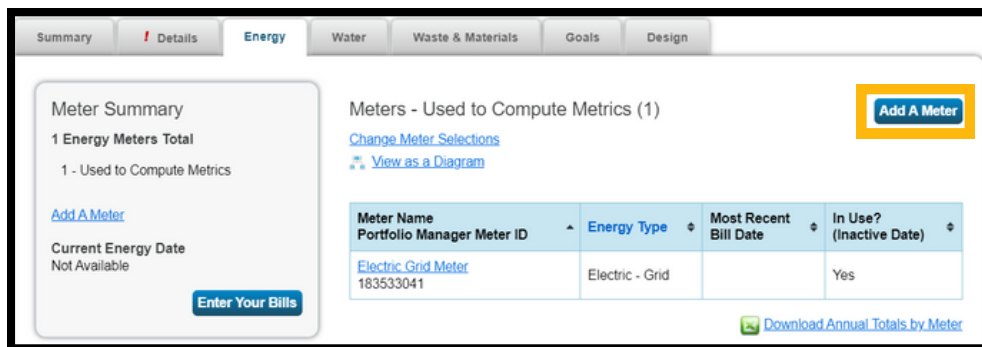 Summary
! Details
Energy
Water
Waste & Materials
Goals
Design
Meter Summary
1 Energy Meters Total
1 - Used to Compute Metrics
Add A Meter
Current Energy Date
Not Available
Enter Your Bills
Meters - Used to Compute Metrics (1)
Add A Meter
Change Meter Selections
View as a Diagram
Meter Name
Portfolio Manager Meter ID
Energy Type
Most Recent
Bill Date
In Use?
(Inactive Date)
Electric Grid Meter
183533041
Electric - Grid
Yes
Download Annual Totals by Meter